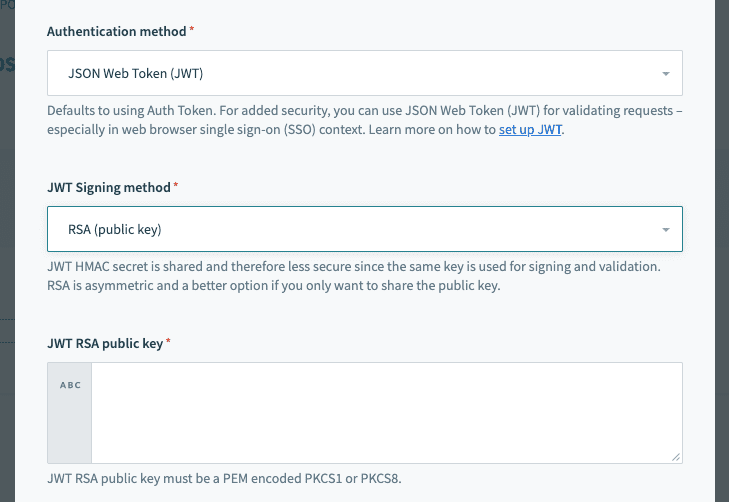 PO
Authentication method *
JSON Web Token (JWT)
Defaults to using Auth Token. For added security, you can use JSON Web Token (JWT) for validating requests –
especially in web browser single sign-on (SSO) context. Learn more on how to set up JWT.
JWT Signing method *
RSA (public key)
JWT HMAC secret is shared and therefore less secure since the same key is used for signing and validation.
RSA is asymmetric and a better option if you only want to share the public key.
JWT RSA public key *
ABC
JWT RSA public key must be a PEM encoded PKCS1 or PKCS8.